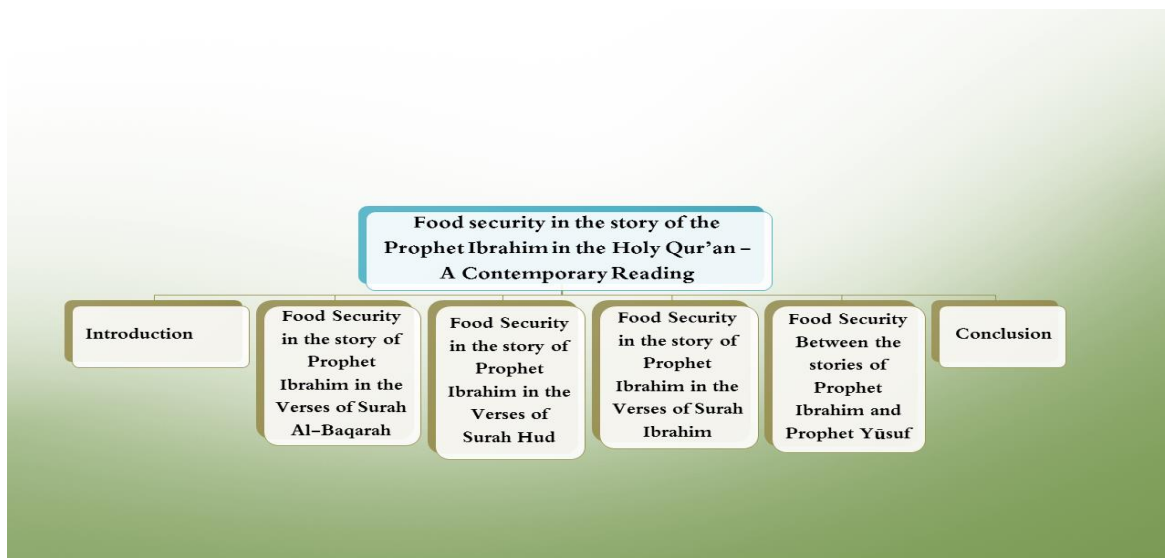 Food security in the story of the
Prophet Ibrahim in the Holy Qur’an –
A Contemporary Reading
Introduction
Food Security
in the story of
Prophet
Ibrahim in the
Verses of Surah
Al-Baqarah
Food Security
in the story of
Prophet
Ibrahim in the
Verses of
Surah Hud
Food Security
in the story of
Prophet
Ibrahim in the
Verses of Surah
Ibrahim
Food Security
Between the
stories of
Prophet
Ibrahim and
Prophet Yūsuf
Conclusion